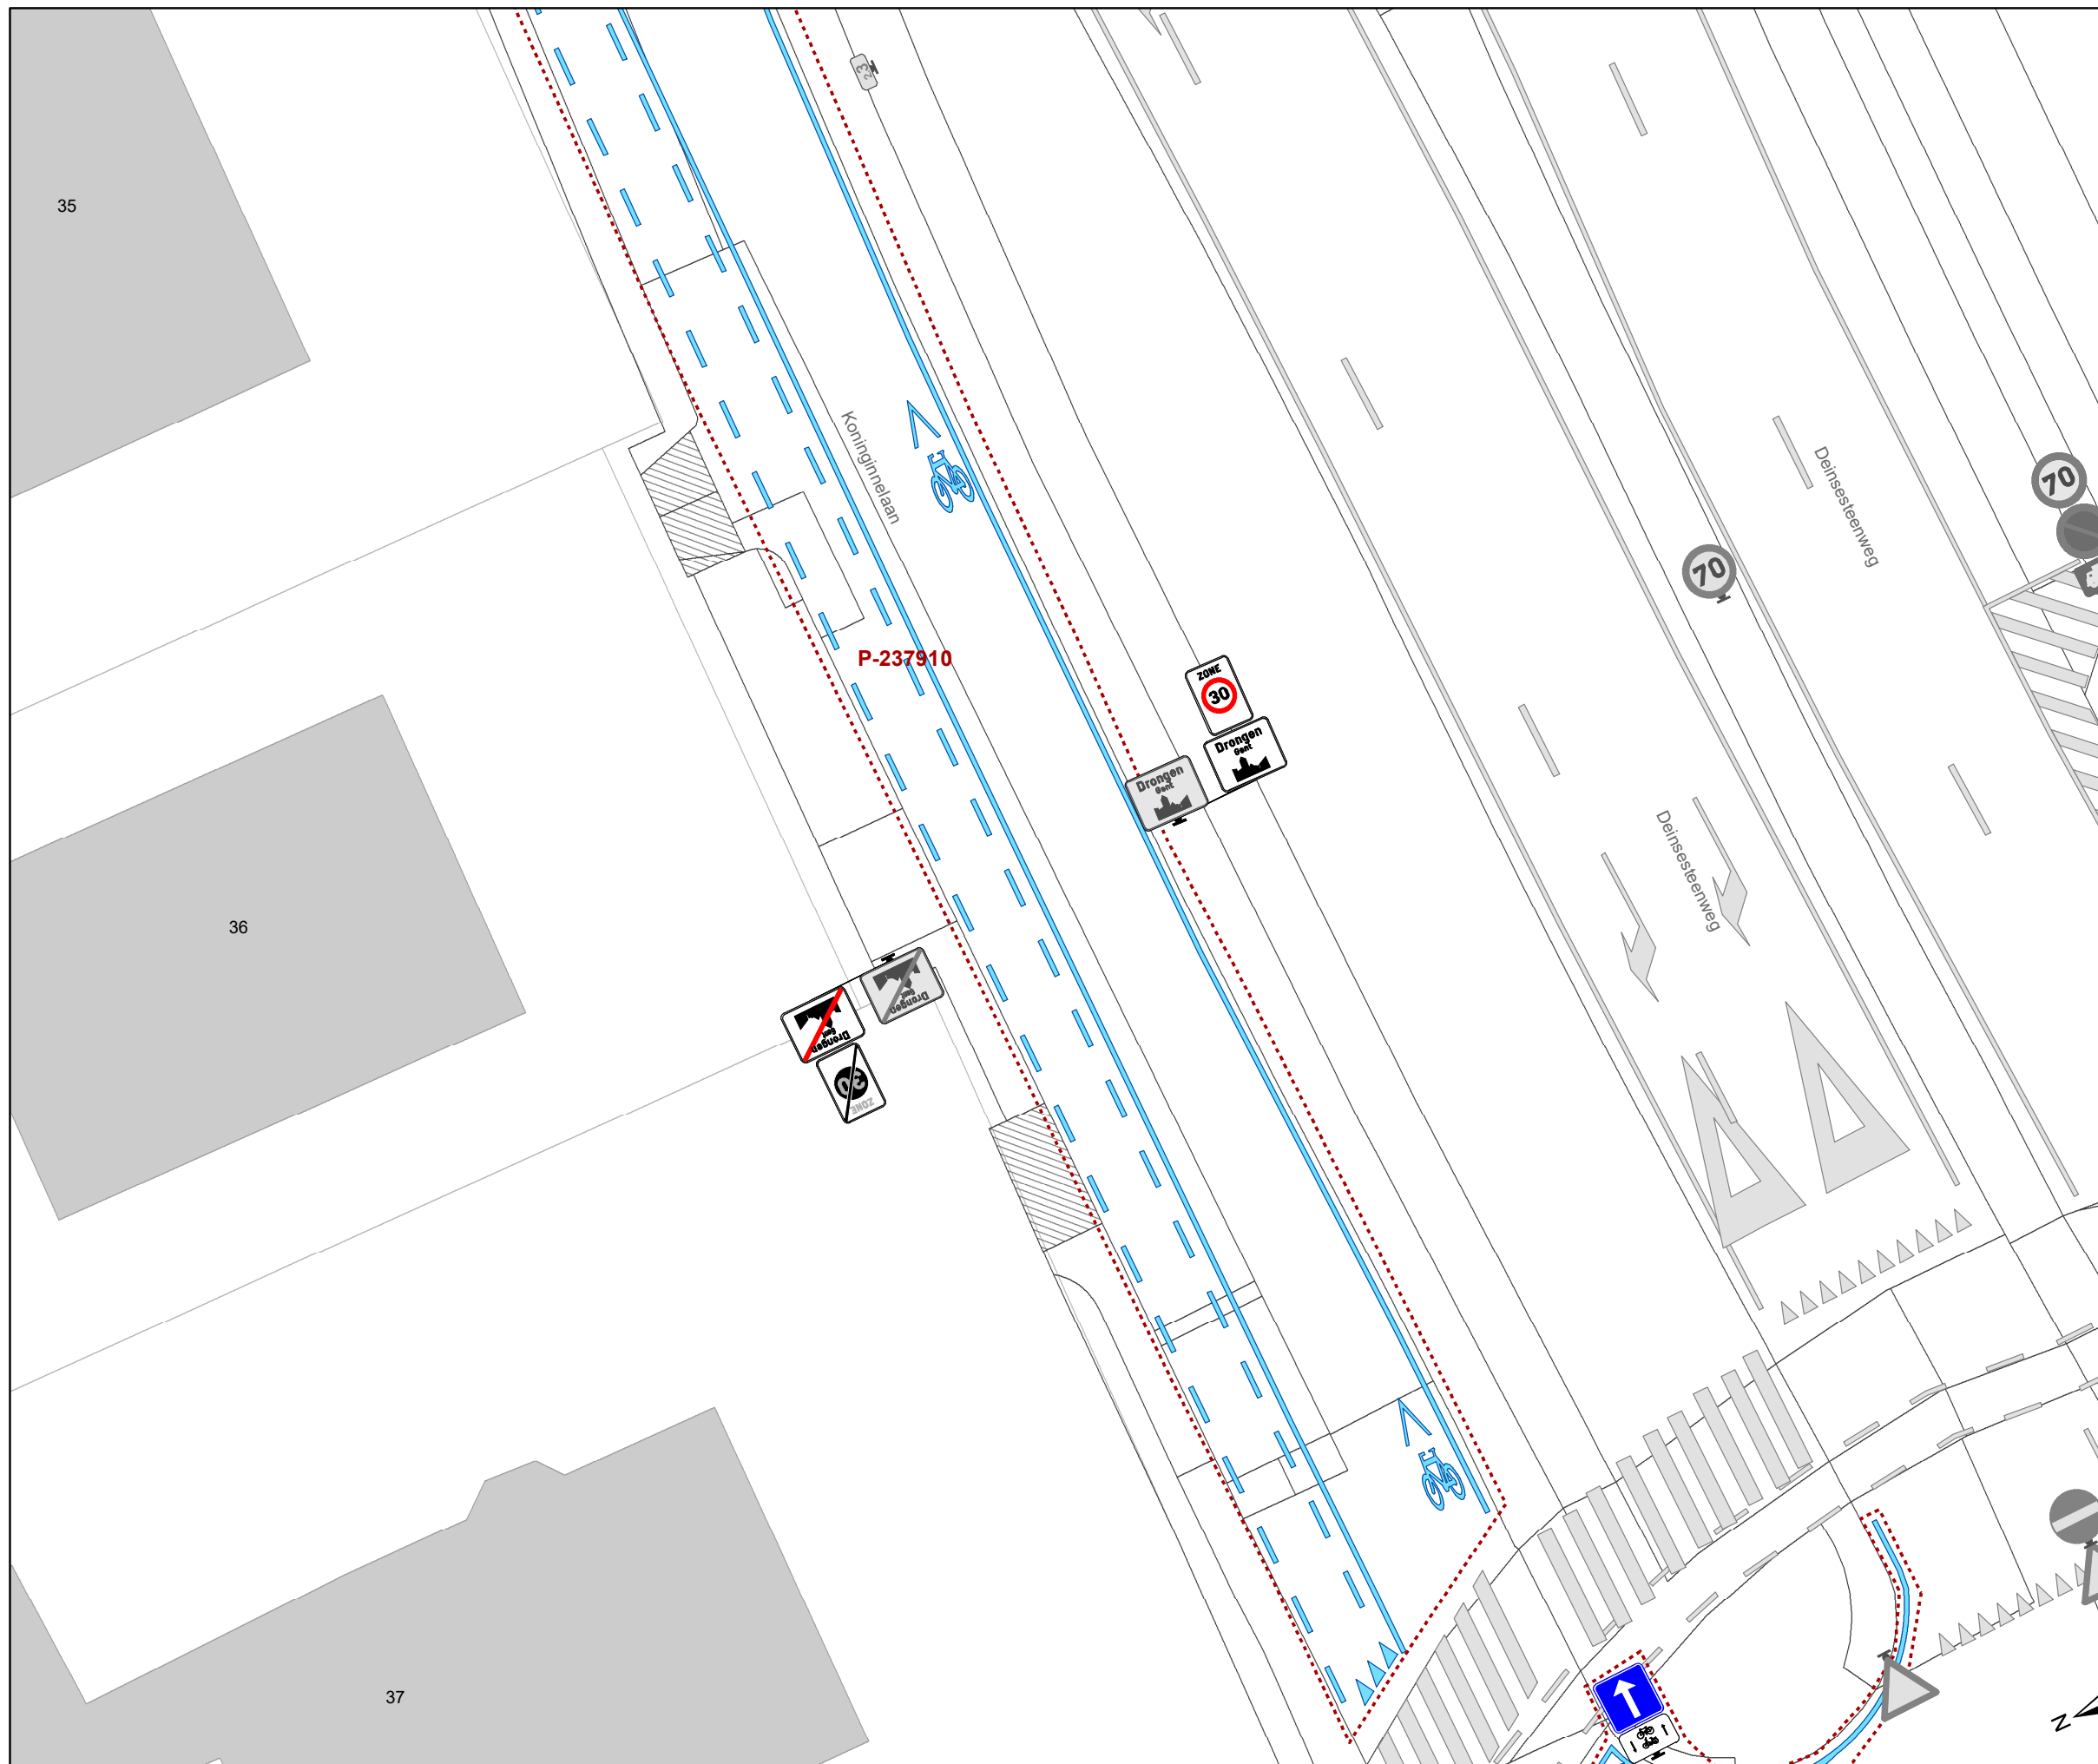 23
35
Koninginnelaan
Deinsesteenweg
70
70
P-237910
ZONE
30
Drongen
Gent
Drongen
Gent
Deinsesteenweg
36
Drongen
Gent
Drongen
Gent
30
ZONE
37
N